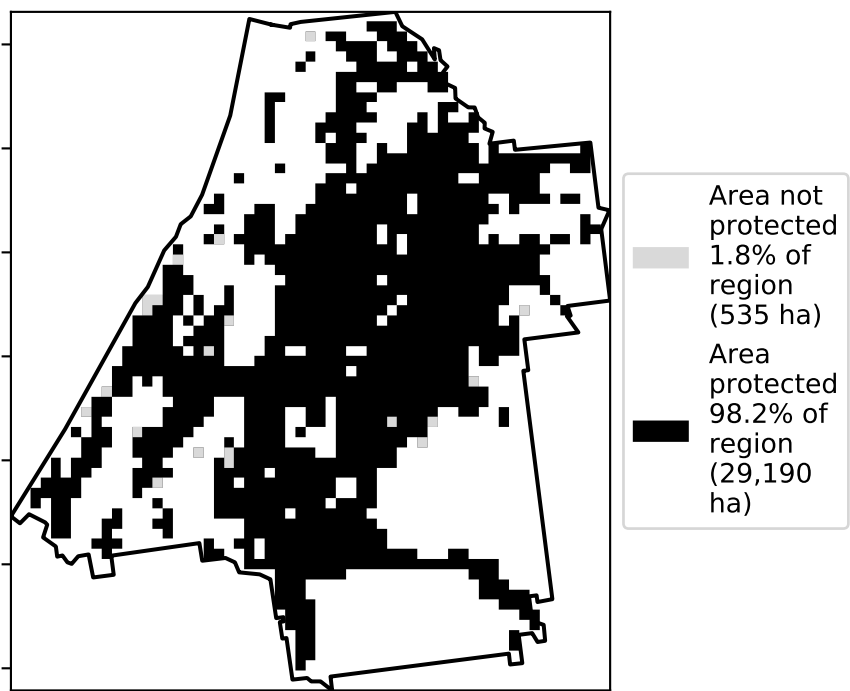 Area not
protected
1.8% of
region
(535 ha)
Area
protected
98.2% of
region
(29,190
ha)